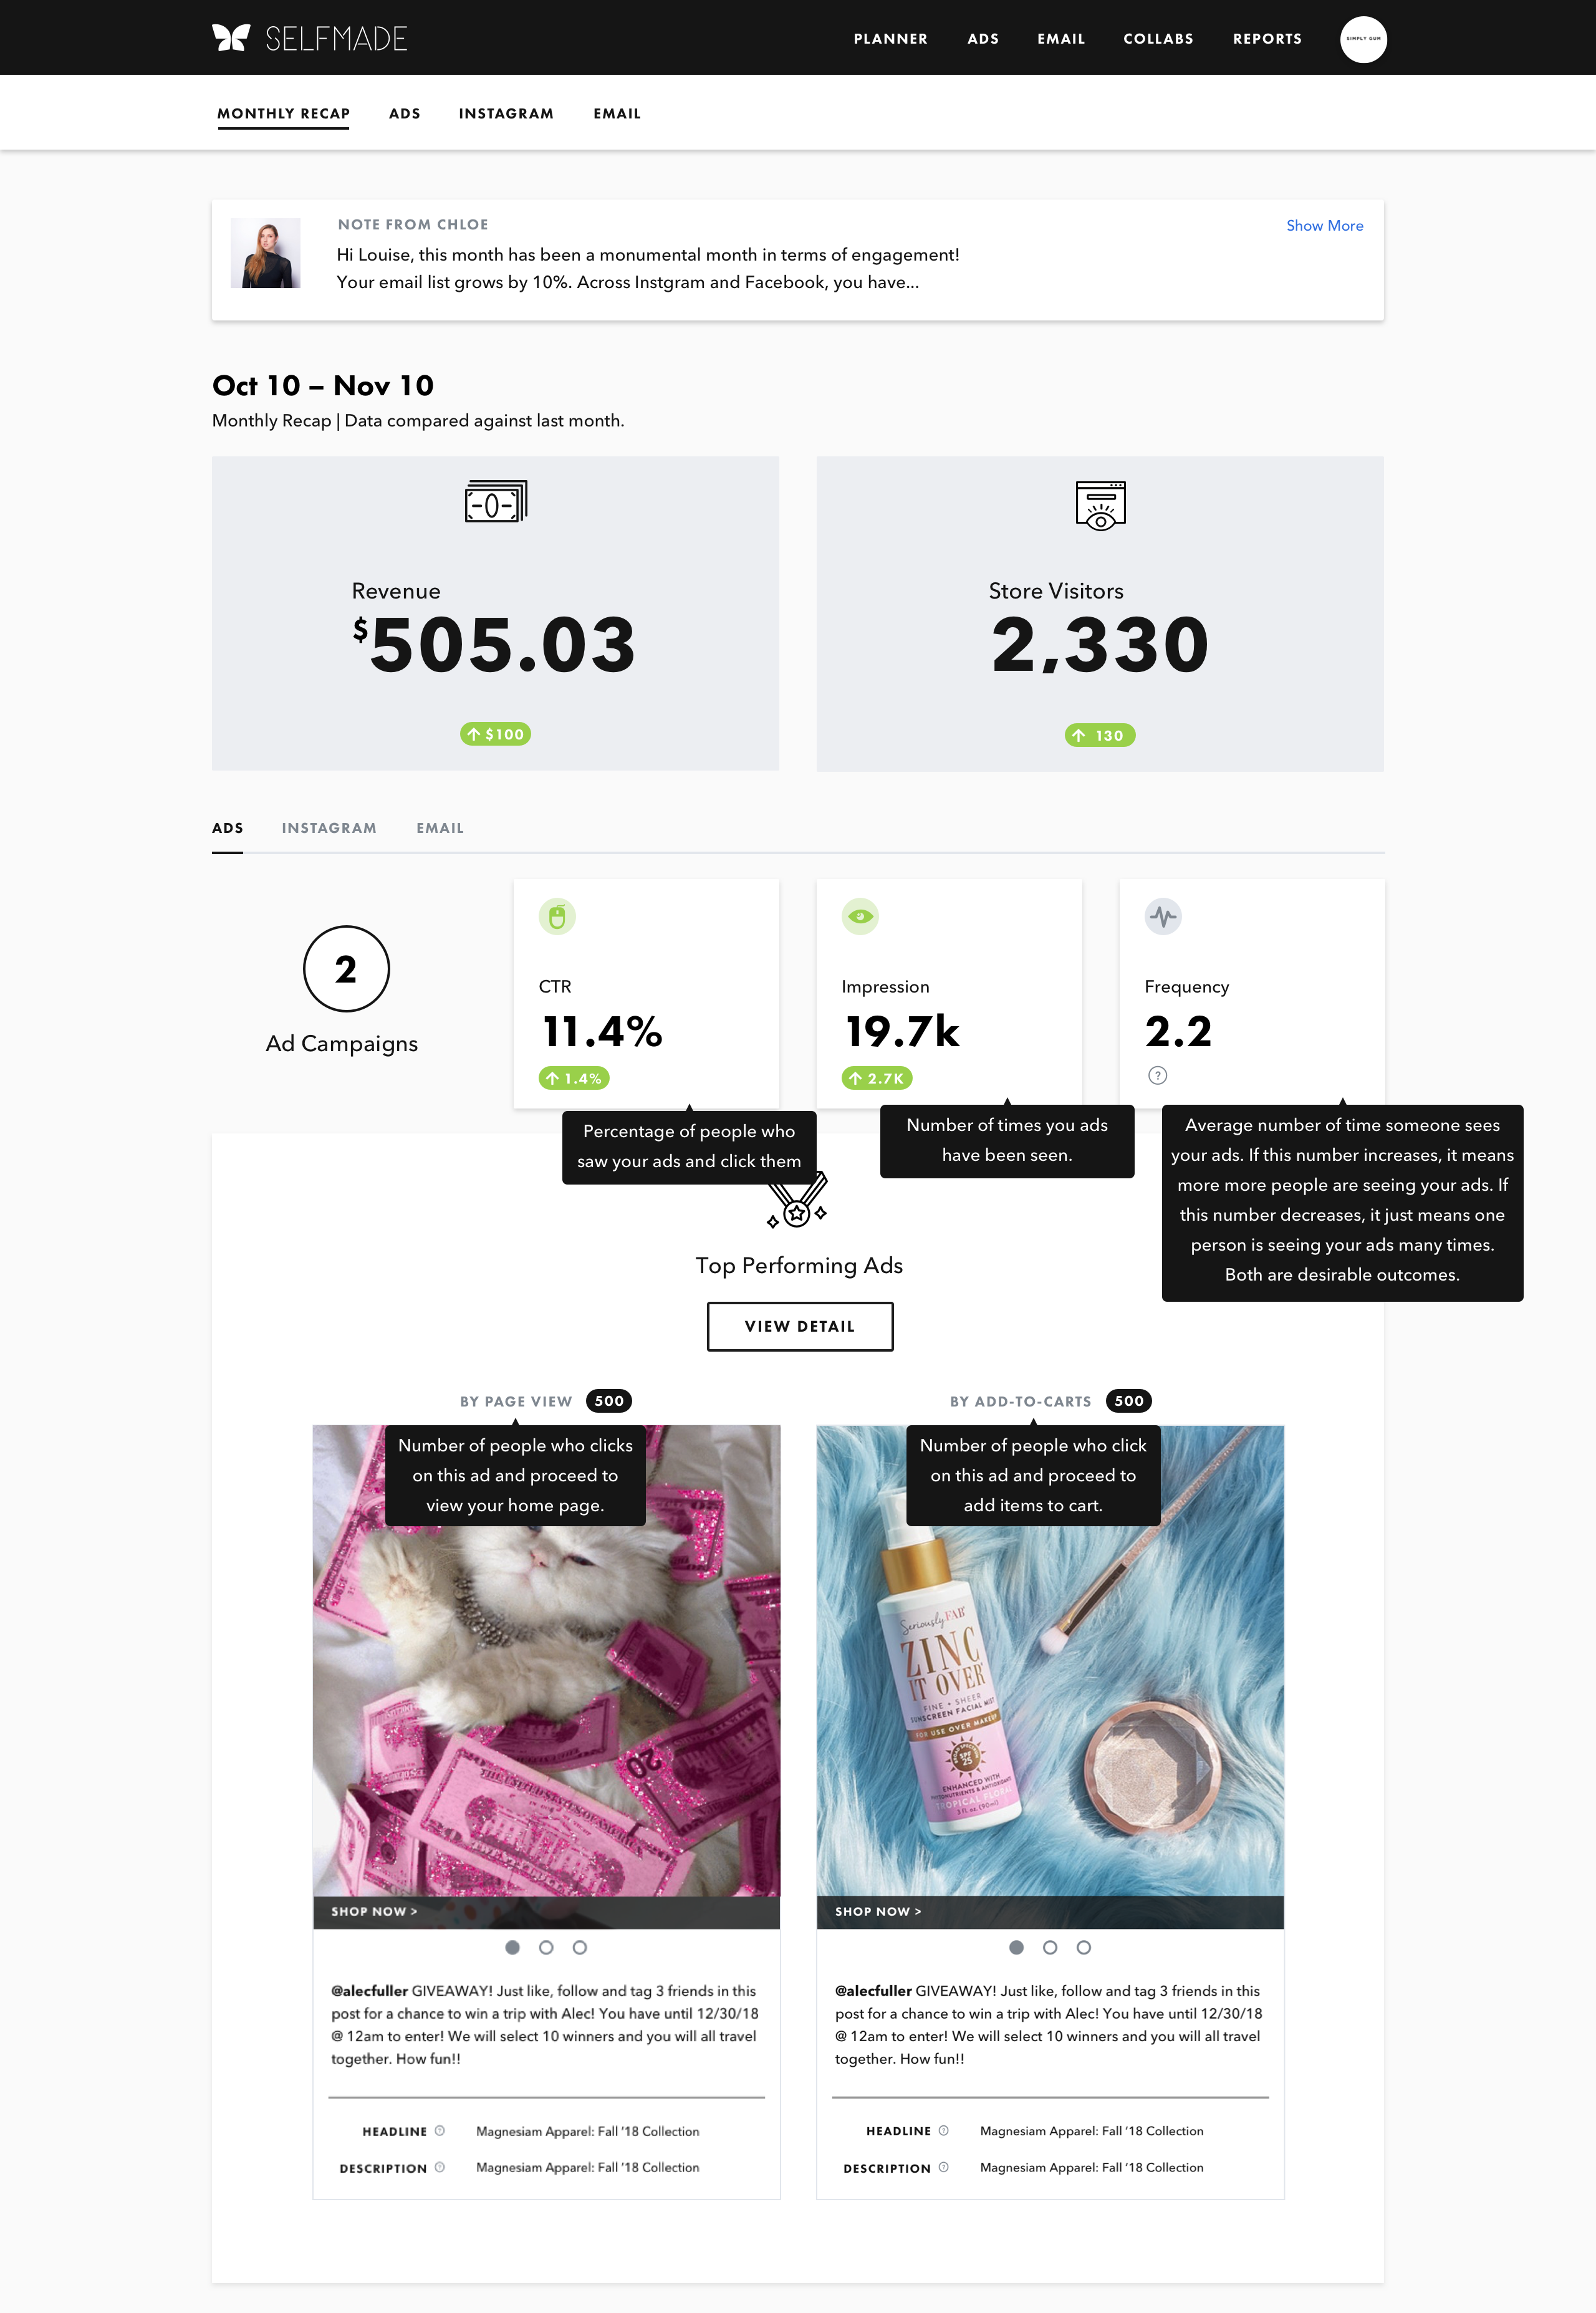 SELFMADE
PLANNER ADS EMAIL COLLABS REPORTS SIMPLY GUM
MONTHLY RECAP ADS INSTAGRAM EMAIL
NOTE FROM CHLOE
Show More
Hi Louise, this month has been a monumental month in terms of engagement!
Your email list grows by 10%. Across Instgram and Facebook, you have...
Oct 10 – Nov 10
Monthly Recap | Data compared against last month.
Revenue
$505.03
$100
Store Visitors
2,330
130
ADS INSTAGRAM EMAIL
2
Ad Campaigns
CTR
11.4%
1.4%
Percentage of people who
saw your ads and click them
Impression
19.7k
2.7K
Number of times you ads
have been seen.
Frequency
2.2
?
Average number of time someone sees
your ads. If this number increases, it means
more more people are seeing your ads. If
this number decreases, it just means one
person is seeing your ads many times.
Both are desirable outcomes.
Top Performing Ads
VIEW DETAIL
BY PAGE VIEW 500
Number of people who clicks
on this ad and proceed to
view your home page.
20
SHOP NOW >
@alecfuller GIVEAWAY! Just like, follow and tag 3 friends in this
post for a chance to win a trip with Alec! You have until 12/30/18
@ 12am to enter! We will select 10 winners and you will all travel
together. How fun!!
HEADLINE ? Magnesiam Apparel: Fall '18 Collection
DESCRIPTION ? Magnesiam Apparel: Fall '18 Collection
BY ADD-TO-CARTS 500
Number of people who click
on this ad and proceed to
add items to cart.
Seriously FAB
ZINC
IT OVER
FINE + SHEER
SUNSCREEN FACIAL MIST
FOR USE OVER MAKEUP
SPF
25
ENHANCED WITH
PHYTONUTRIENTS & ANTIOXIDANTS
TROPICAL FLORAL
3 fl oz. (90ml)
SHOP NOW >
@alecfuller GIVEAWAY! Just like, follow and tag 3 friends in this
post for a chance to win a trip with Alec! You have until 12/30/18
@ 12am to enter! We will select 10 winners and you will all travel
together. How fun!!
HEADLINE ? Magnesiam Apparel: Fall '18 Collection
DESCRIPTION ? Magnesiam Apparel: Fall '18 Collection